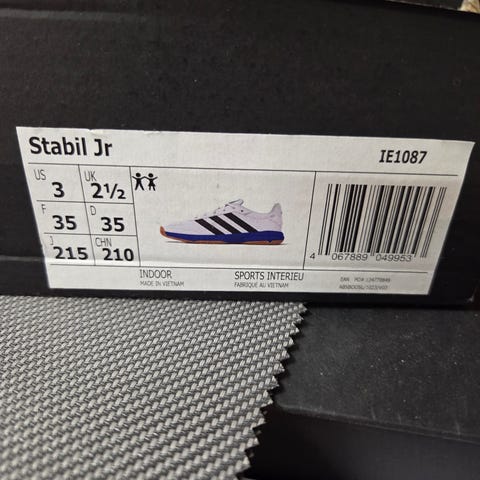 Stabil Jr
IE1087
US 3 UK 2½
F 35 D 35
J 215 CHN 210
INDOOR
MADE IN VIETNAM
SPORTS INTERIEU
FABRIQUÉ AU VIETNAM
4 067889 049953